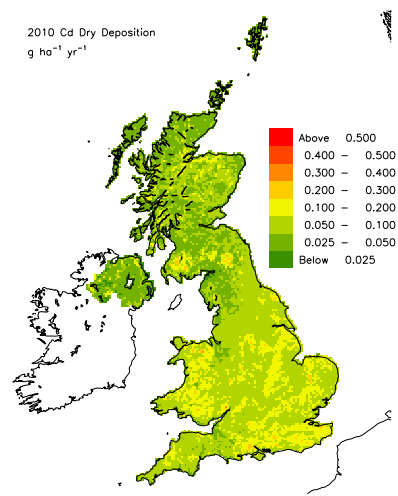 2010 Cd Dry Deposition
g ha⁻¹ yr⁻¹
Above 0.500
0.400 – 0.500
0.300 – 0.400
0.200 – 0.300
0.100 – 0.200
0.050 – 0.100
0.025 – 0.050
Below 0.025